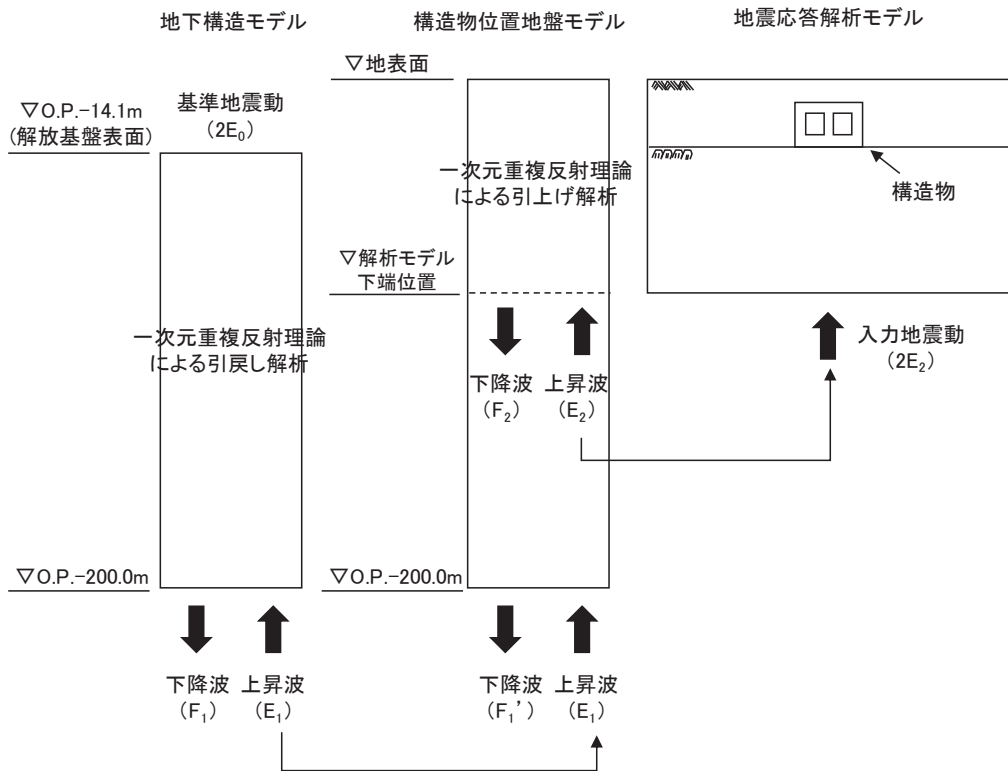 地下構造モデル
▽O.P.-14.1m
(解放基盤表面)
基準地震動
(2E₀)
一次元重複反射理論
による引戻し解析
▽O.P.-200.0m
下降波
(F₁)
上昇波
(E₁)
構造物位置地盤モデル
▽地表面
一次元重複反射理論
による引上げ解析
▽解析モデル
下端位置
下降波
(F₂)
上昇波
(E₂)
▽O.P.-200.0m
下降波
(F₁')
上昇波
(E₁)
地震応答解析モデル
構造物
入力地震動
(2E₂)